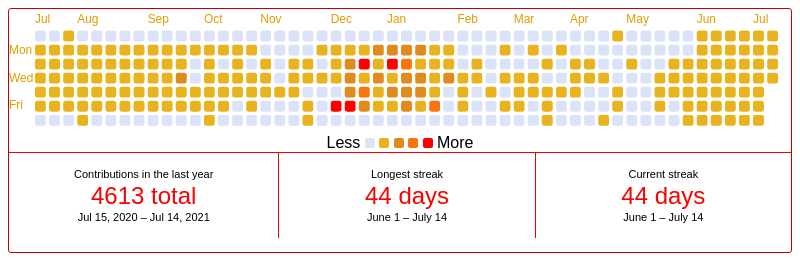 Jul Aug Sep Oct Nov Dec Jan Feb Mar Apr May Jun Jul
Mon
Wed
Fri
Less More
Contributions in the last year
4613 total
Jul 15, 2020 – Jul 14, 2021
Longest streak
44 days
June 1 – July 14
Current streak
44 days
June 1 – July 14